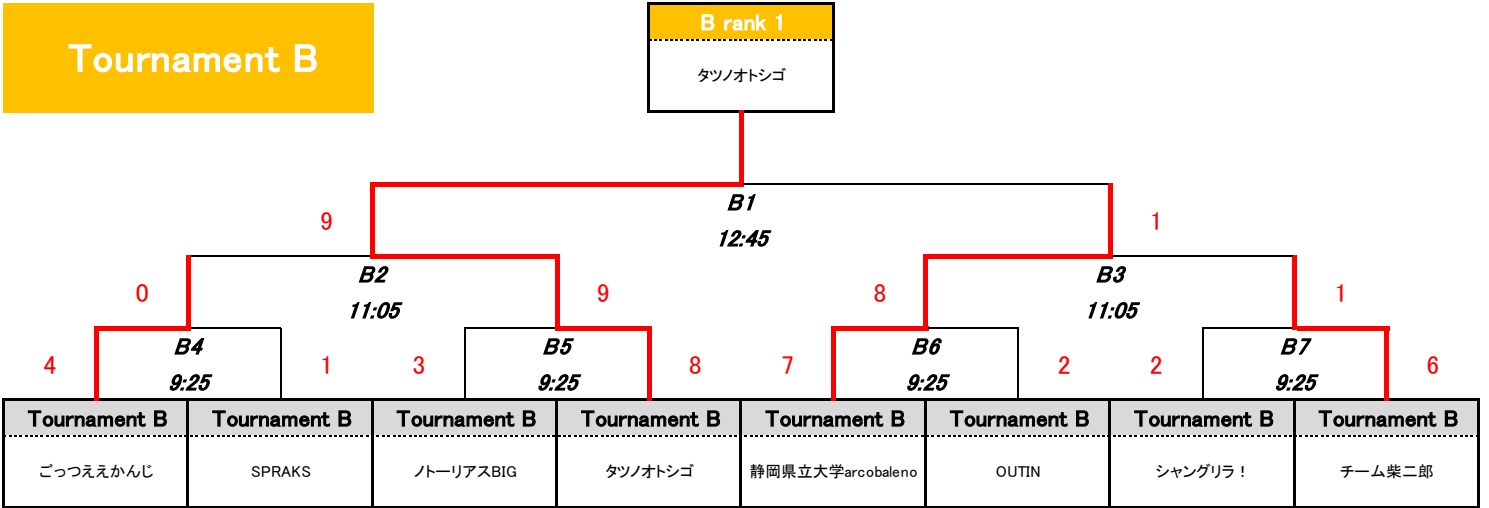 B rank 1
Tournament B
タツノオトシゴ
B1
9
1
12:45
B2
B3
0
9
8
1
11:05
11:05
B4
B5
B6
B7
4
1
3
8
7
2
2
6
9:25
9:25
9:25
9:25
Tournament B
Tournament B
Tournament B
Tournament B
Tournament B
Tournament B
Tournament B
Tournament B
ごっつええかんじ
SPRAKS
ノトーリアスBIG
タツノオトシゴ
静岡県立大学arcobaleno
OUTIN
シャングリラ！
チーム柴二郎